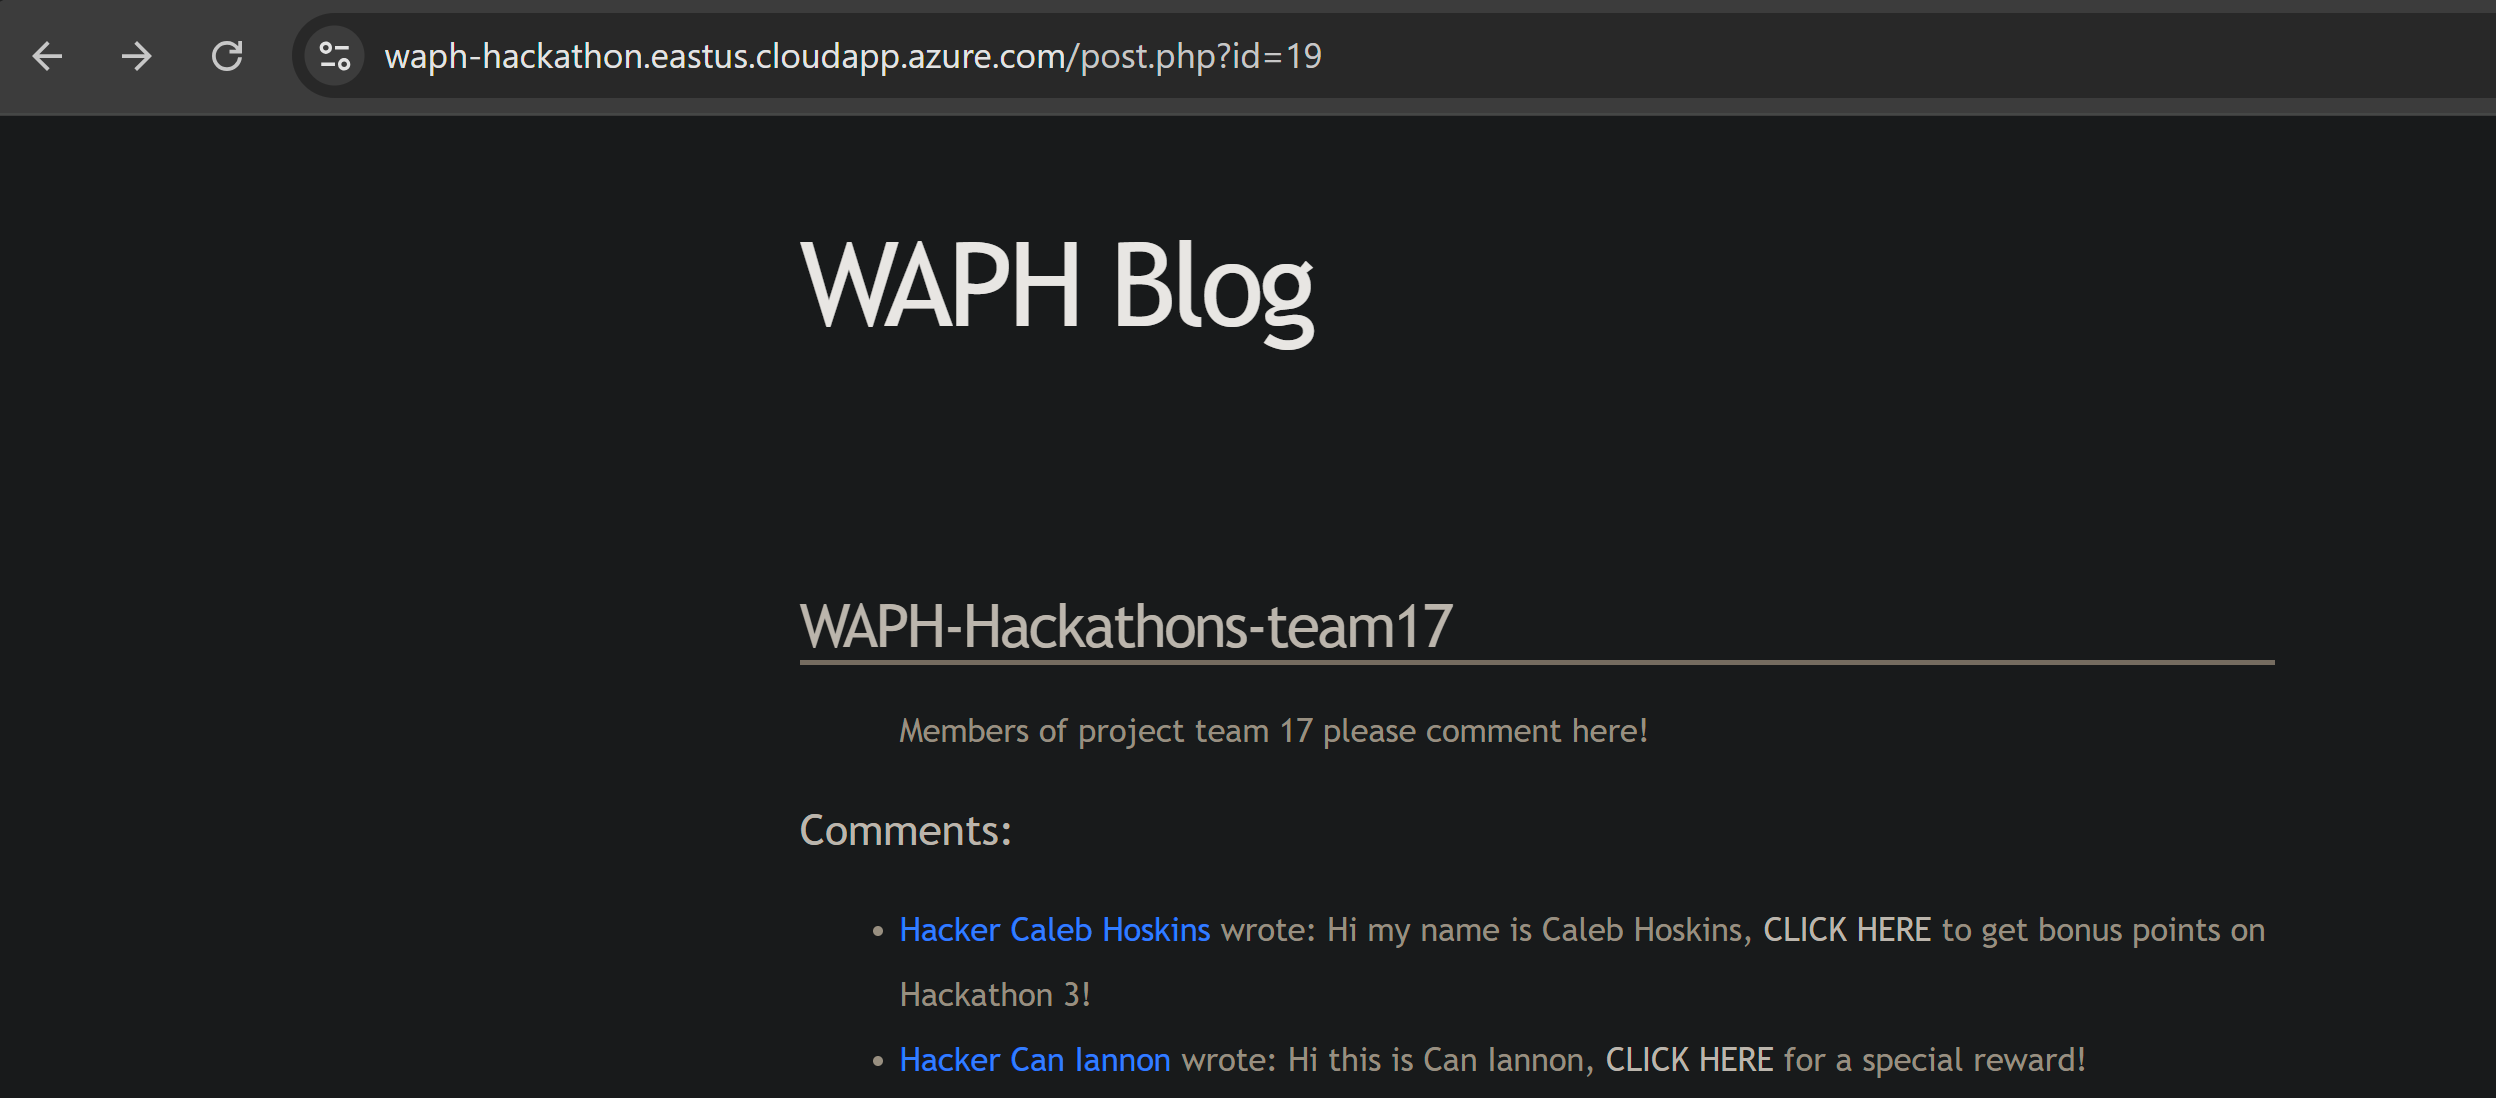 waph-hackathon.eastus.cloudapp.azure.com/post.php?id=19
WAPH Blog
WAPH-Hackathons-team17
Members of project team 17 please comment here!
Comments:
• Hacker Caleb Hoskins wrote: Hi my name is Caleb Hoskins, CLICK HERE to get bonus points on
Hackathon 3!
• Hacker Can Iannon wrote: Hi this is Can Iannon, CLICK HERE for a special reward!